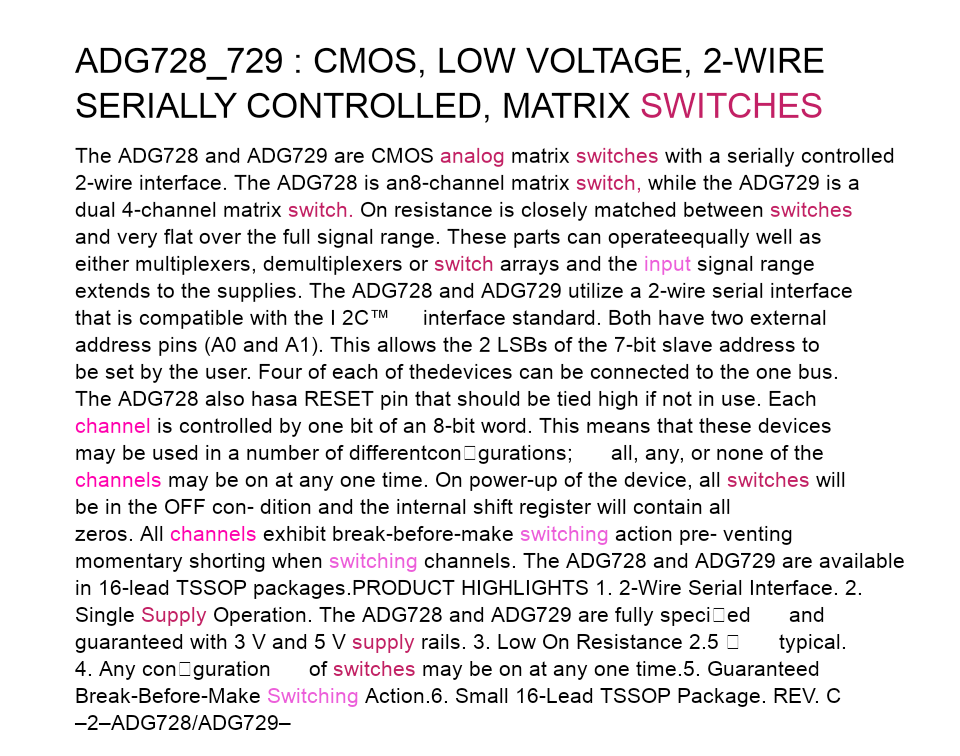 ADG728_729 : CMOS, LOW VOLTAGE, 2-WIRE
SERIALLY CONTROLLED, MATRIX SWITCHES
The ADG728 and ADG729 are CMOS analog matrix switches with a serially controlled
2-wire interface. The ADG728 is an8-channel matrix switch, while the ADG729 is a
dual 4-channel matrix switch. On resistance is closely matched between switches
and very flat over the full signal range. These parts can operateequally well as
either multiplexers, demultiplexers or switch arrays and the input signal range
extends to the supplies. The ADG728 and ADG729 utilize a 2-wire serial interface
that is compatible with the I 2C™ interface standard. Both have two external
address pins (A0 and A1). This allows the 2 LSBs of the 7-bit slave address to
be set by the user. Four of each of thedevices can be connected to the one bus.
The ADG728 also hasa RESET pin that should be tied high if not in use. Each
channel is controlled by one bit of an 8-bit word. This means that these devices
may be used in a number of differentcon□gurations; all, any, or none of the
channels may be on at any one time. On power-up of the device, all switches will
be in the OFF con- dition and the internal shift register will contain all
zeros. All channels exhibit break-before-make switching action pre- venting
momentary shorting when switching channels. The ADG728 and ADG729 are available
in 16-lead TSSOP packages.PRODUCT HIGHLIGHTS 1. 2-Wire Serial Interface. 2.
Single Supply Operation. The ADG728 and ADG729 are fully speci□ed and
guaranteed with 3 V and 5 V supply rails. 3. Low On Resistance 2.5 □ typical.
4. Any con□guration of switches may be on at any one time.5. Guaranteed
Break-Before-Make Switching Action.6. Small 16-Lead TSSOP Package. REV. C
–2–ADG728/ADG729–